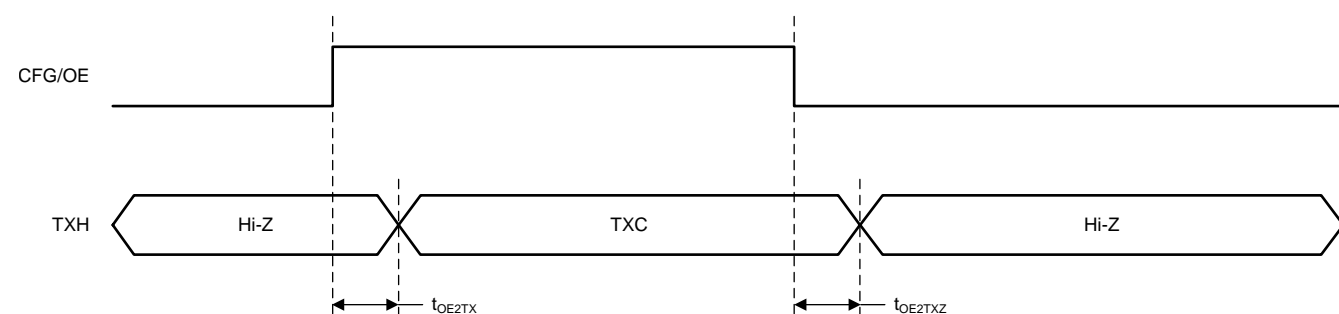 CFG/OE
TXH
Hi-Z
TXC
Hi-Z
tOE2TX
tOE2TXZ